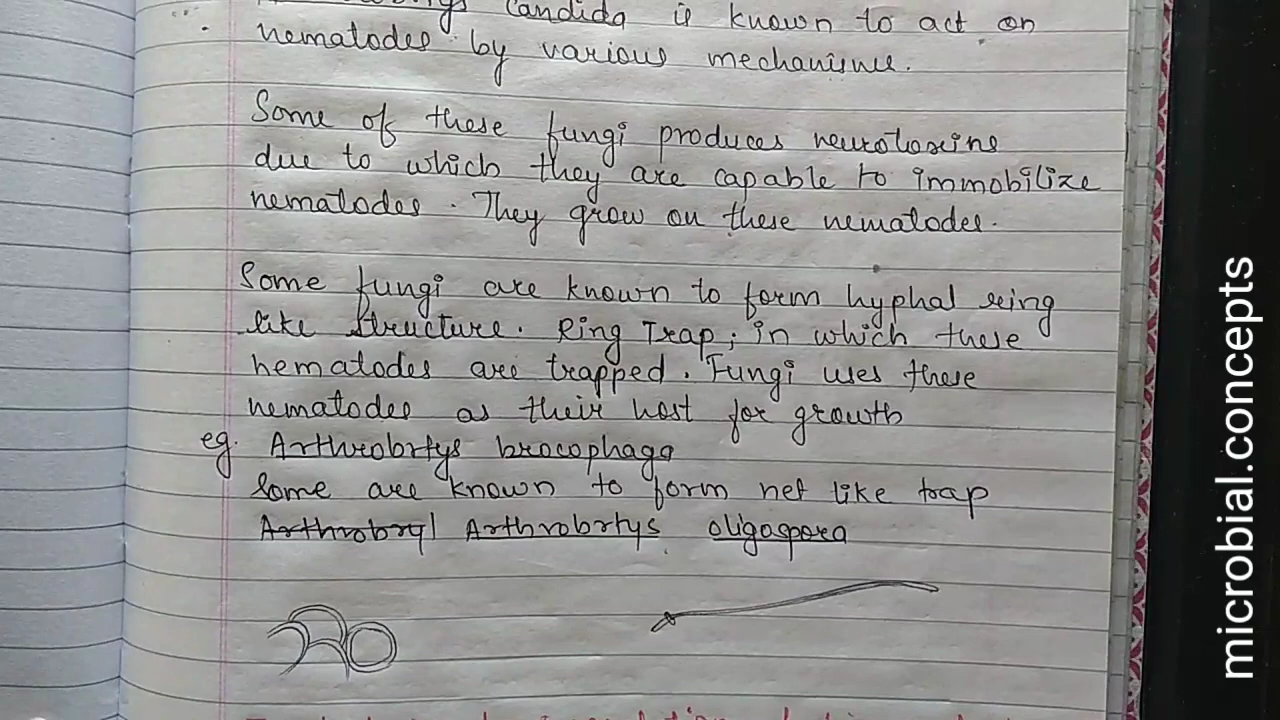 Candida is known to act on
nematodes by various mechanisms.
Some of these fungi produces neurotoxins
due to which they are capable to immobilize
nematodes. They grow on these nematodes.
Some fungi are known to form hyphal ring
like structure. Ring Trap; in which these
nematodes are trapped. Fungi uses these
nematodes as their host for growth
eg. Arthrobrtys brocophaga
Some are known to form net like trap
Arthrobryl Arthrobrtys oligospora
microbial.concepts